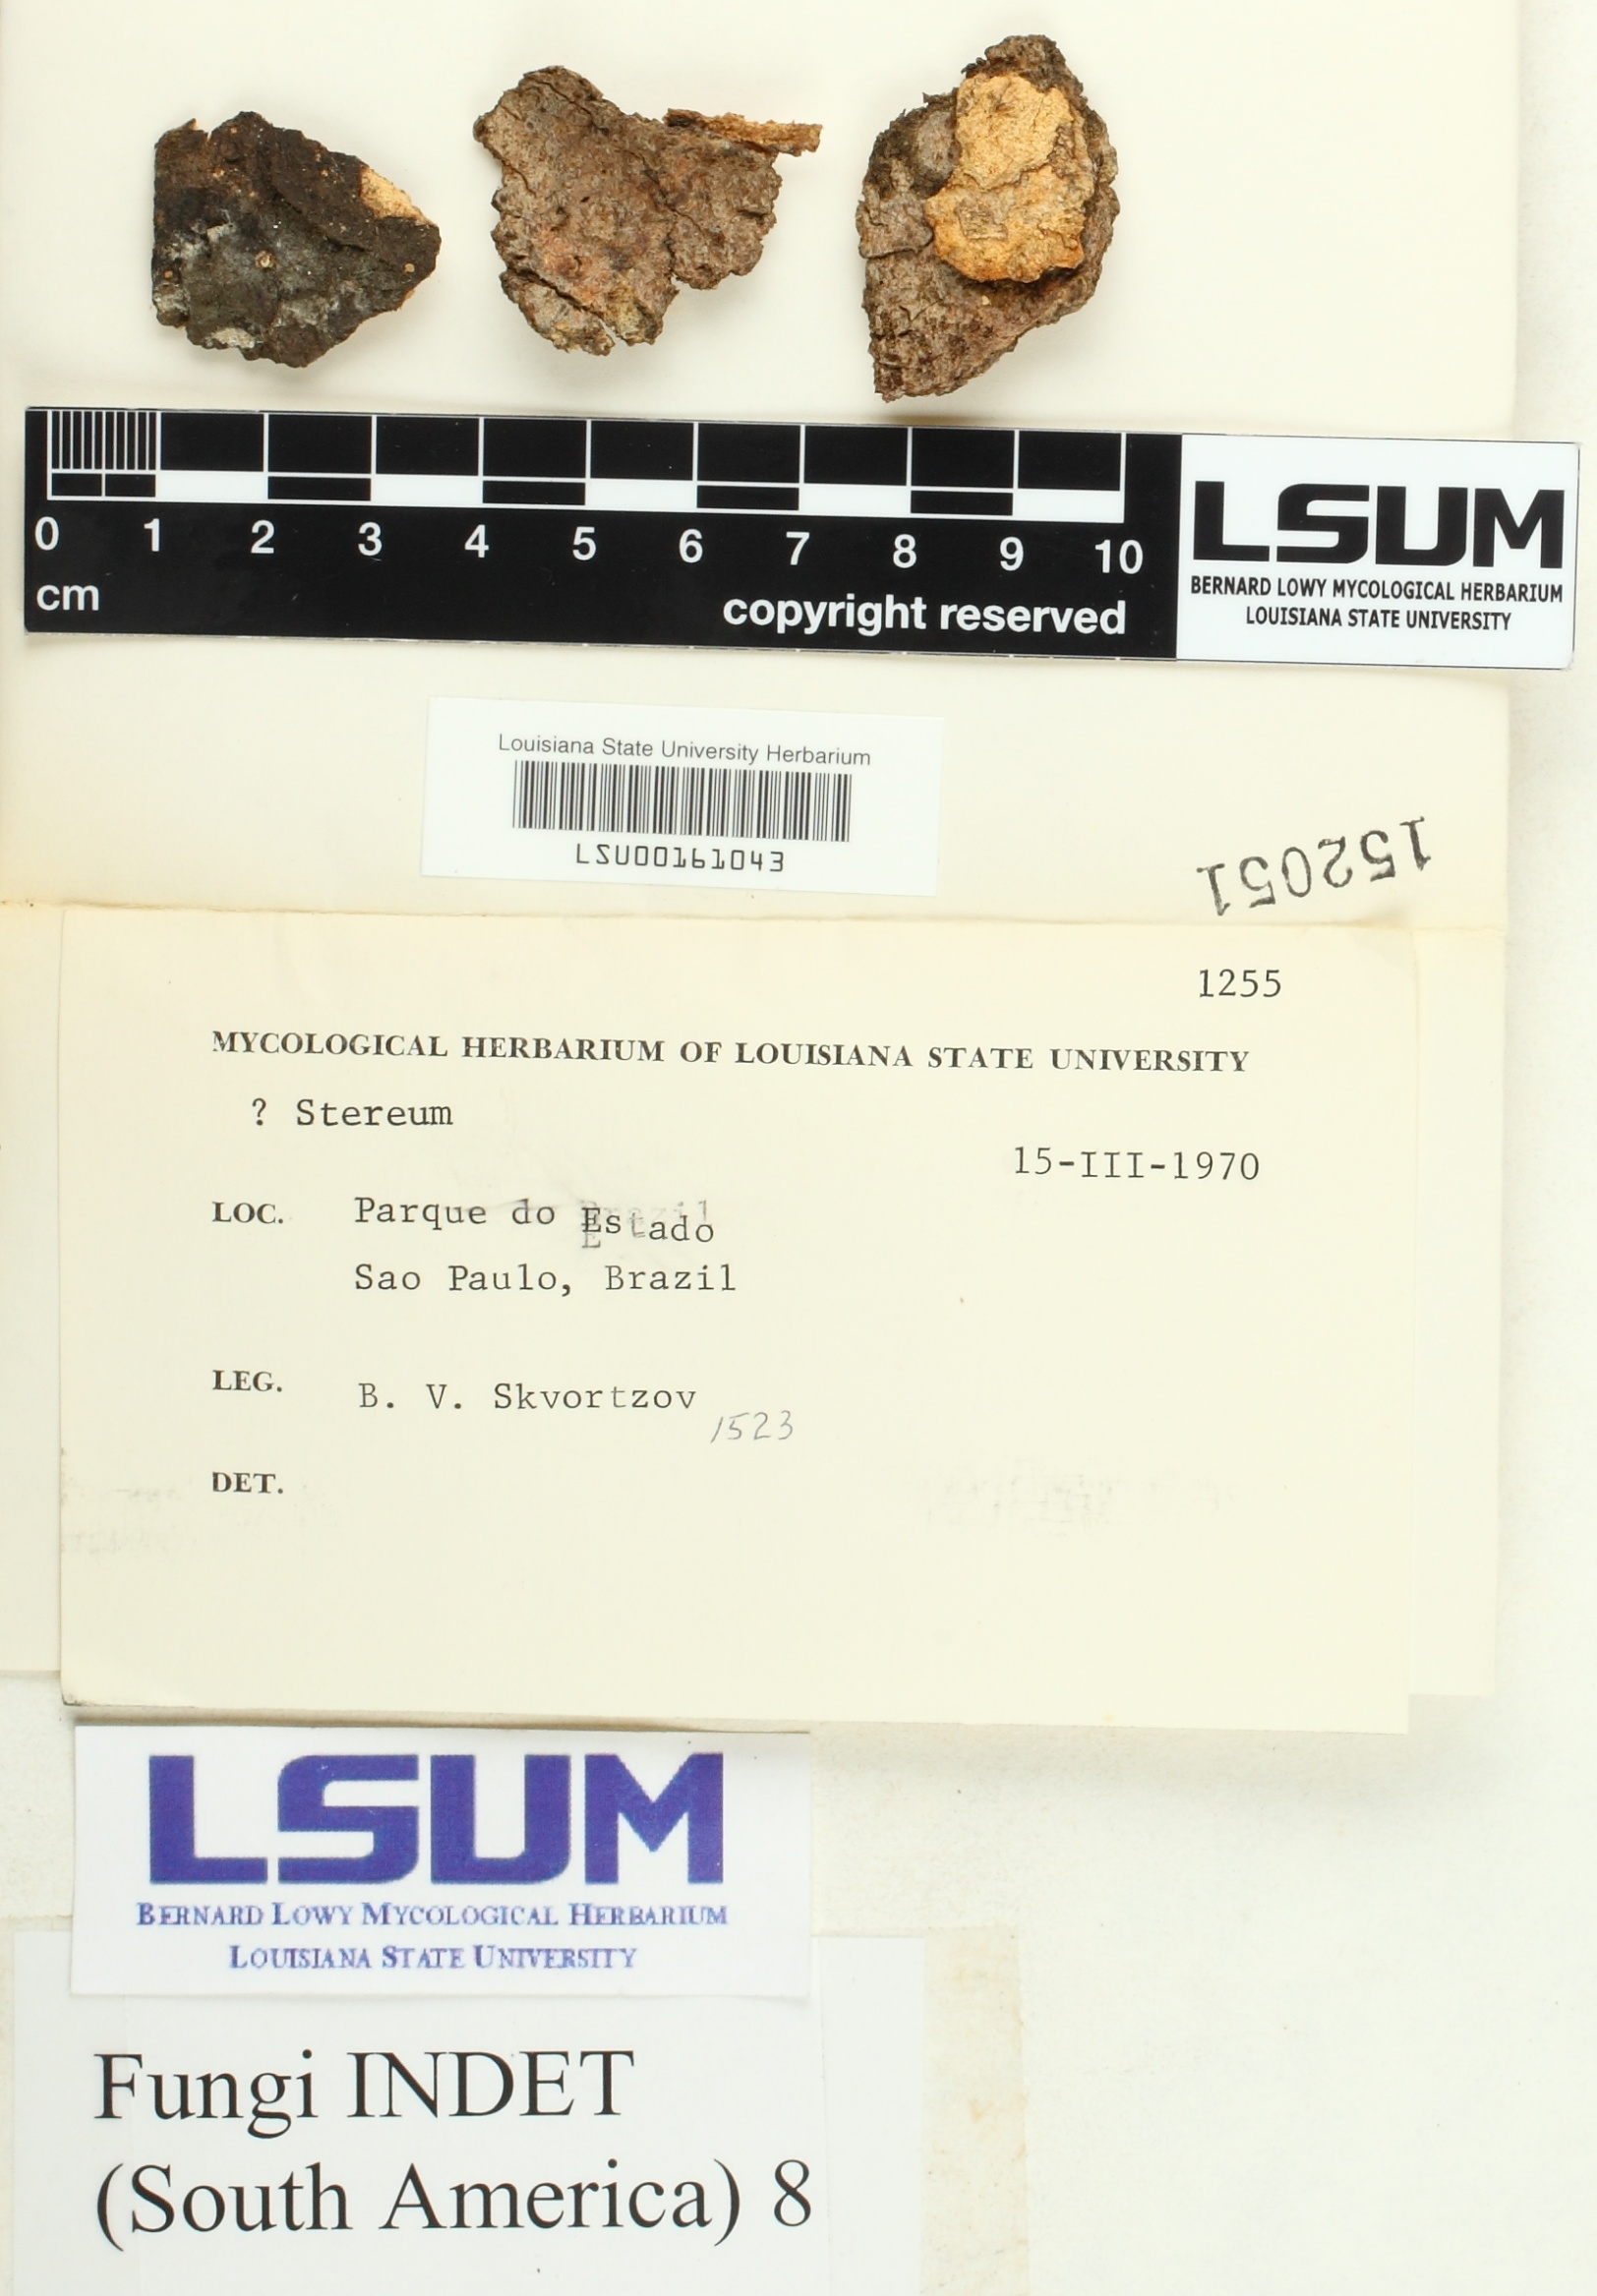 0 1 2 3 4 5 6 7 8 9 10
cm
copyright reserved
LSUM
BERNARD LOWY MYCOLOGICAL HERBARIUM
LOUISIANA STATE UNIVERSITY
Louisiana State University Herbarium
LSU00161043
152051
1255
MYCOLOGICAL HERBARIUM OF LOUISIANA STATE UNIVERSITY
? Stereum
15-III-1970
LOC. Parque do Estado
Sao Paulo, Brazil
LEG. B. V. Skvortzov
1523
DET.
LSUM
BERNARD LOWY MYCOLOGICAL HERBARIUM
LOUISIANA STATE UNIVERSITY
Fungi INDET
(South America) 8